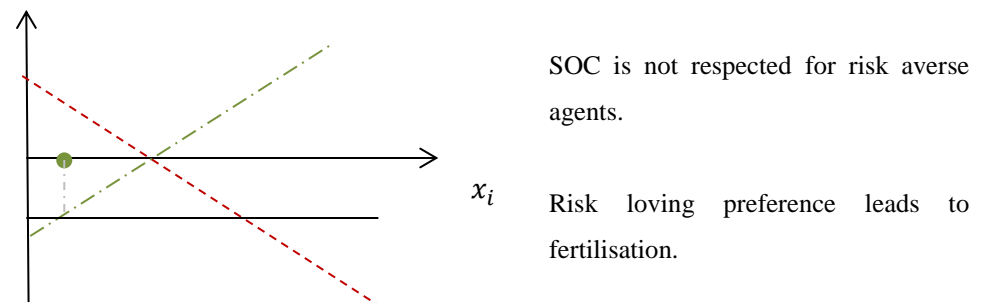 SOC is not respected for risk averse
agents.
x_i
Risk loving preference leads to
fertilisation.